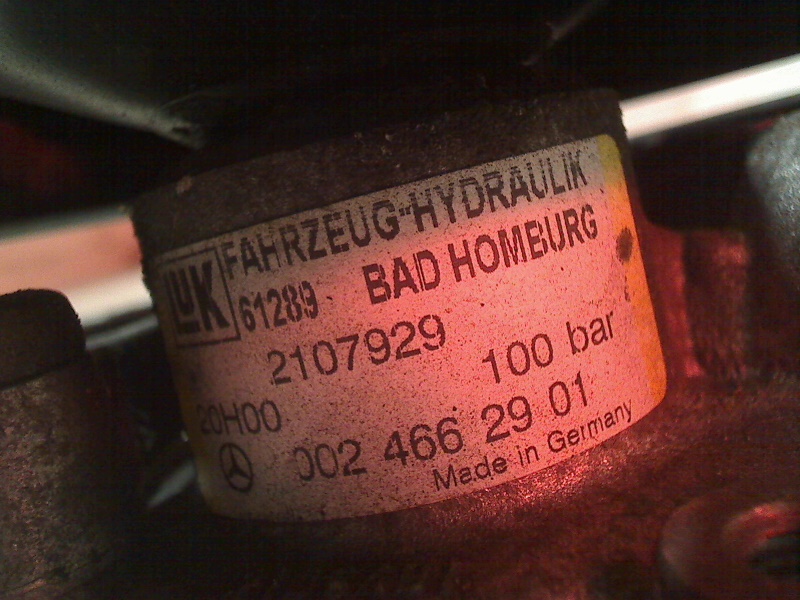 LuK FAHRZEUG-HYDRAULIK
61289 BAD HOMBURG
2107929 100 bar
20H00
002 466 29 01
Made in Germany